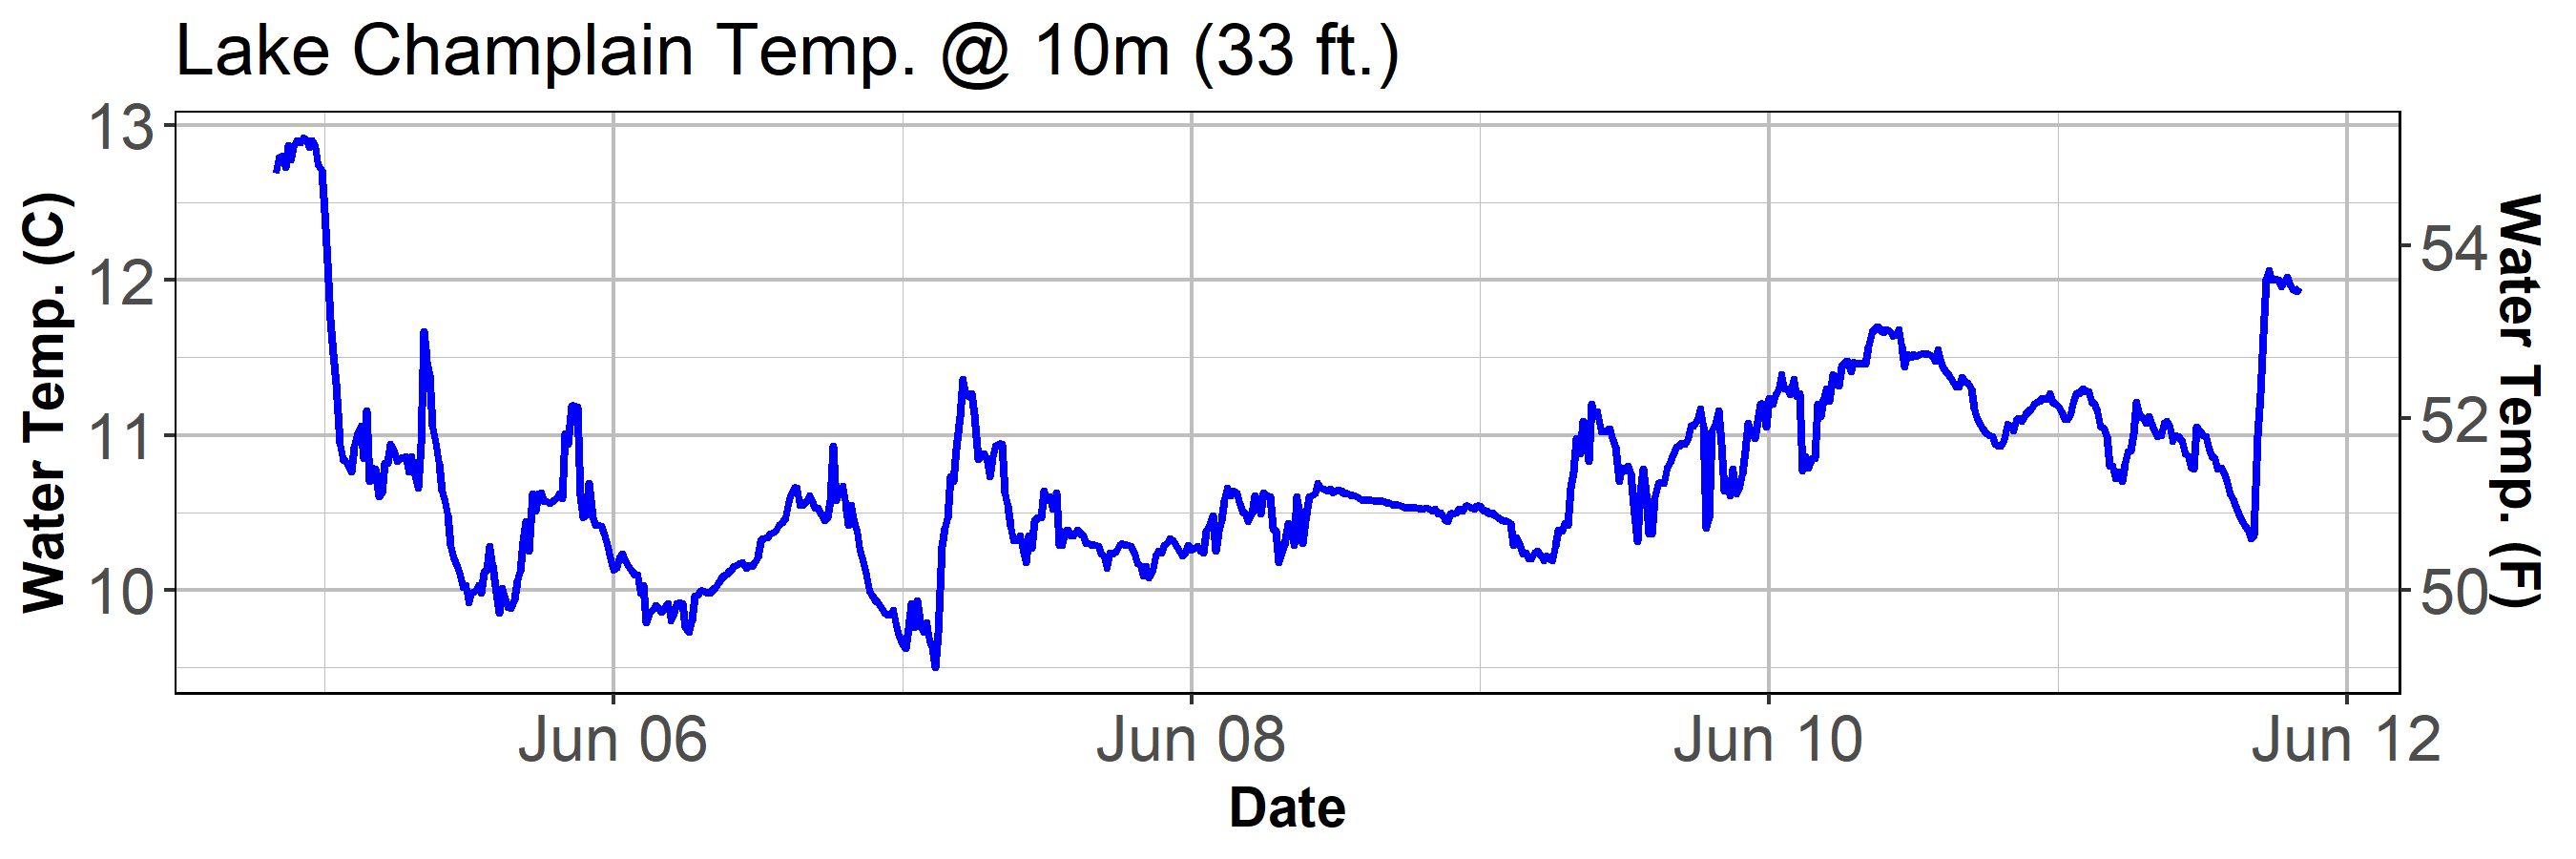 Lake Champlain Temp. @ 10m (33 ft.)
13
12
11
10
Water Temp. (C)
54
52
50
Water Temp. (F)
Jun 06
Jun 08
Jun 10
Jun 12
Date